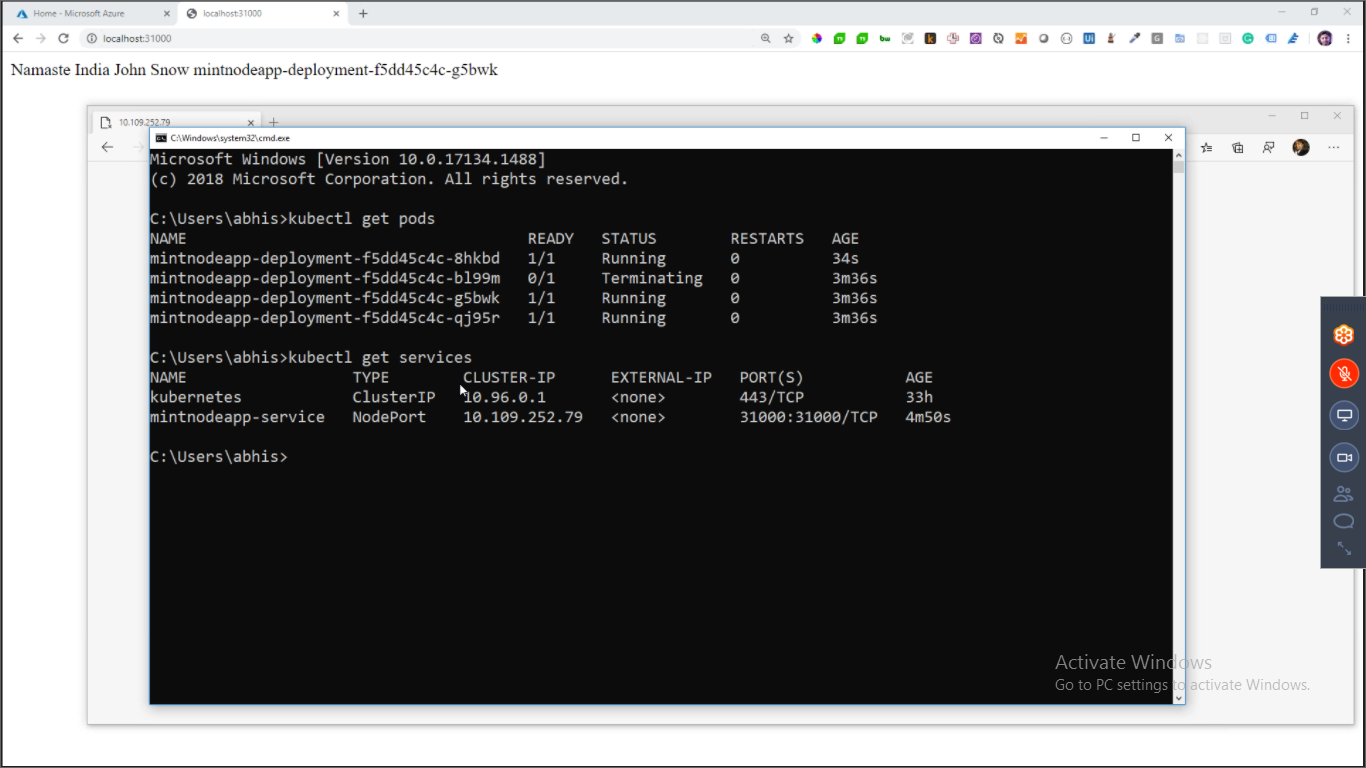 Home - Microsoft Azure
localhost:31000
localhost:31000
Namaste India John Snow mintnodeapp-deployment-f5dd45c4c-g5bwk
10.109.252.79
C:\Windows\system32\cmd.exe
Microsoft Windows [Version 10.0.17134.1488]
(c) 2018 Microsoft Corporation. All rights reserved.
C:\Users\abhis>kubectl get pods
NAME READY STATUS RESTARTS AGE
mintnodeapp-deployment-f5dd45c4c-8hkbd 1/1 Running 0 34s
mintnodeapp-deployment-f5dd45c4c-bl99m 0/1 Terminating 0 3m36s
mintnodeapp-deployment-f5dd45c4c-g5bwk 1/1 Running 0 3m36s
mintnodeapp-deployment-f5dd45c4c-qj95r 1/1 Running 0 3m36s
C:\Users\abhis>kubectl get services
NAME TYPE CLUSTER-IP EXTERNAL-IP PORT(S) AGE
kubernetes ClusterIP 10.96.0.1 <none> 443/TCP 33h
mintnodeapp-service NodePort 10.109.252.79 <none> 31000:31000/TCP 4m50s
C:\Users\abhis>
Activate Windows
Go to PC settings to activate Windows.